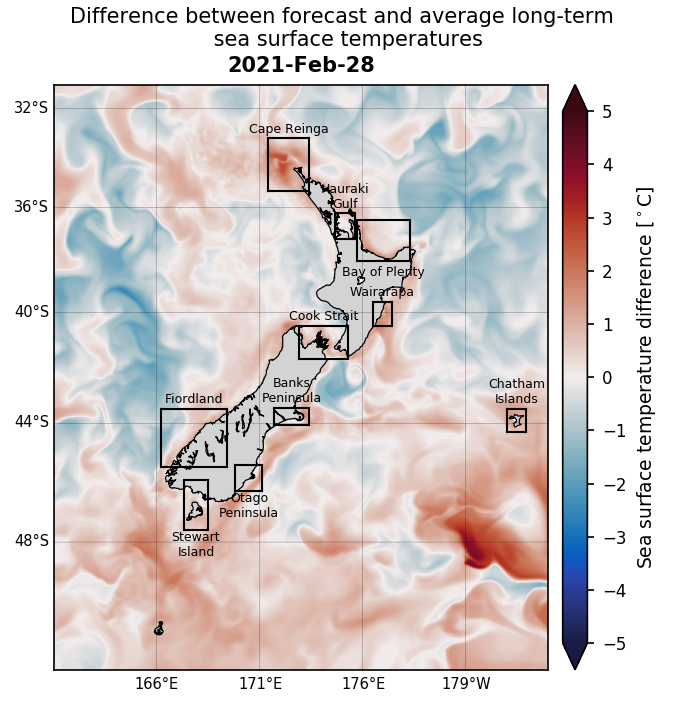 Difference between forecast and average long-term
sea surface temperatures
2021-Feb-28
32°S
36°S
40°S
44°S
48°S
Cape Reinga
Hauraki
Gulf
Bay of Plenty
Wairarapa
Cook Strait
Banks
Peninsula
Fiordland
Chatham
Islands
Otago
Peninsula
Stewart
Island
166°E
171°E
176°E
179°W
5
4
3
2
1
0
−1
−2
−3
−4
−5
Sea surface temperature difference [°C]